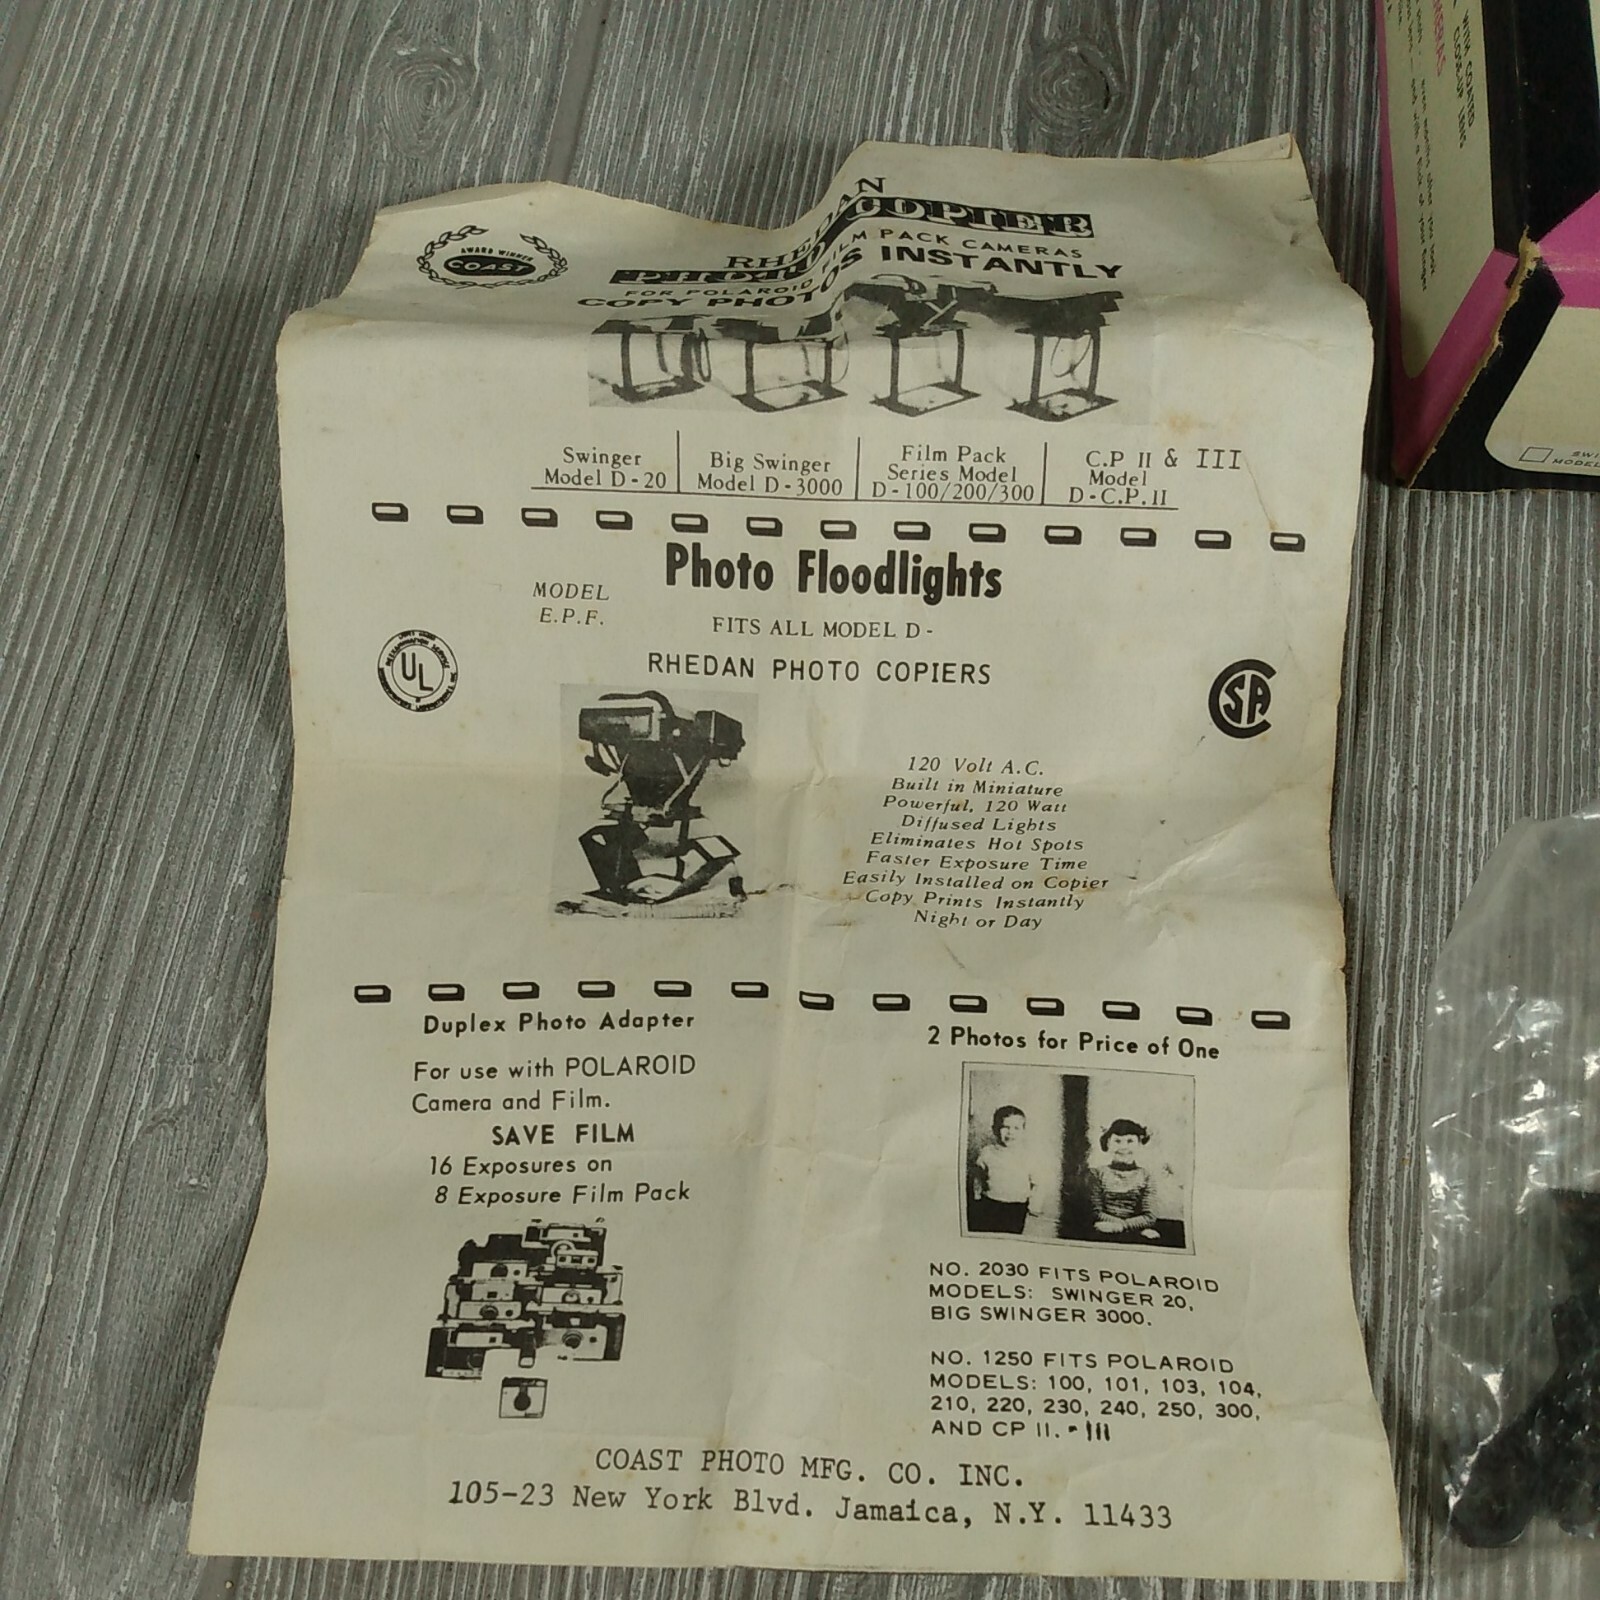 AWARD WINNER
COAST
RHEDAN
PHOTO COPIER
FOR POLAROID FILM PACK CAMERAS
COPY PHOTOS INSTANTLY
Swinger
Model D-20
Big Swinger
Model D-3000
Film Pack
Series Model
D-100/200/300
C.P II & III
Model
D-C.P.II
Photo Floodlights
MODEL
E.P.F.
FITS ALL MODEL D-
RHEDAN PHOTO COPIERS
UL
CSA
120 Volt A.C.
Built in Miniature
Powerful, 120 Watt
Diffused Lights
Eliminates Hot Spots
Faster Exposure Time
Easily Installed on Copier
Copy Prints Instantly
Night or Day
Duplex Photo Adapter
For use with POLAROID
Camera and Film.
SAVE FILM
16 Exposures on
8 Exposure Film Pack
2 Photos for Price of One
NO. 2030 FITS POLAROID
MODELS: SWINGER 20,
BIG SWINGER 3000.
NO. 1250 FITS POLAROID
MODELS: 100, 101, 103, 104,
210, 220, 230, 240, 250, 300,
AND CP II. - III
COAST PHOTO MFG. CO. INC.
105-23 New York Blvd. Jamaica, N.Y. 11433
WITH COATED
CLOSE-UP LENS